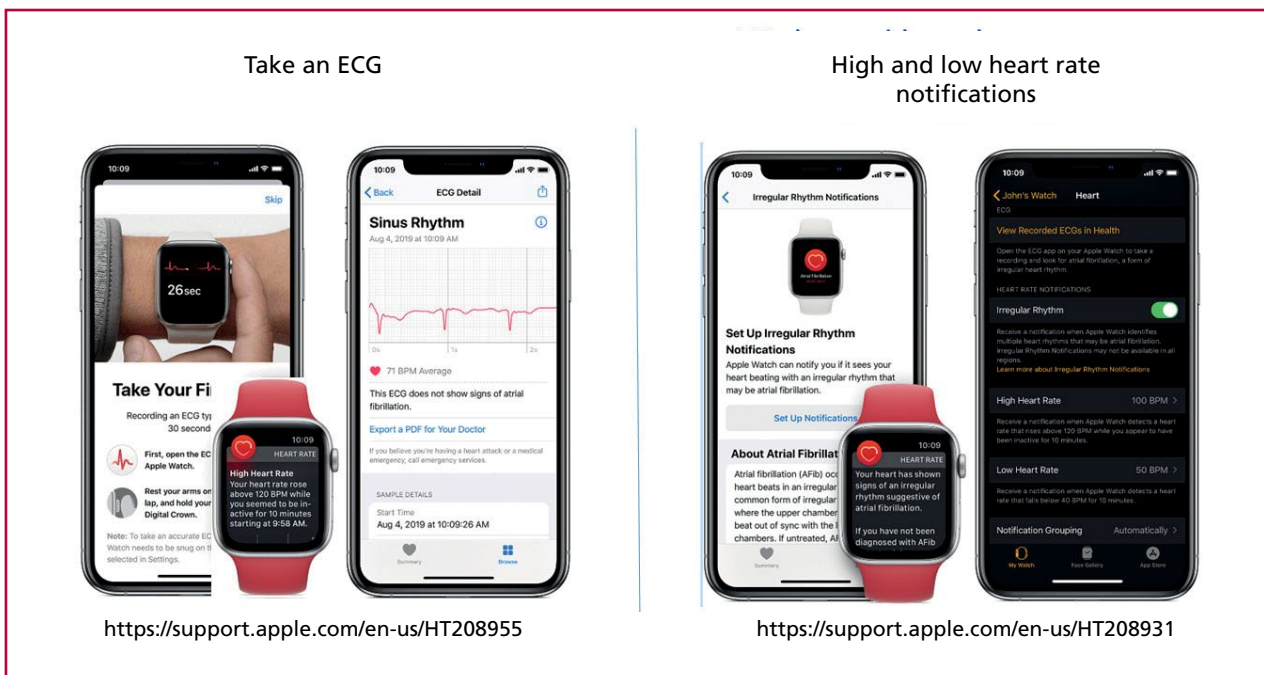 Take an ECG
10:09
Skip
26sec
Take Your Fi
Recording an ECG typ
30 second
First, open the EC
Apple Watch.
Rest your arms on
lap, and hold your
Digital Crown.
Note: To take an accurate EC
Watch needs to be snug on th
selected in Settings.
10:09
HEART RATE
High Heart Rate
Your heart rate rose
above 120 BPM while
you seemed to be in-
active for 10 minutes
starting at 9:58 AM.
10:09
Back
ECG Detail
Sinus Rhythm
Aug 4, 2019 at 10:09 AM
0s
1s
2s
71 BPM Average
This ECG does not show signs of atrial
fibrillation.
Export a PDF for Your Doctor
If you believe you're having a heart attack or a medical
emergency, call emergency services.
SAMPLE DETAILS
Start Time
Aug 4, 2019 at 10:09:26 AM
Summary
Browse
https://support.apple.com/en-us/HT208955
High and low heart rate
notifications
10:09
Irregular Rhythm Notifications
Atrial Fibrillation
Set Up Irregular Rhythm
Notifications
Apple Watch can notify you if it sees your
heart beating with an irregular rhythm that
may be atrial fibrillation.
Set Up Notifications
About Atrial Fibrillat
Atrial fibrillation (AFib) occ
heart beats in an irregular
common form of irregular
where the upper chamber
beat out of sync with the l
chambers. If untreated, AF
Summary
10:09
HEART RATE
Your heart has shown
signs of an irregular
rhythm suggestive of
atrial fibrillation.
If you have not been
diagnosed with AFib
10:09
John's Watch
Heart
ECG
View Recorded ECGs in Health
Open the ECG app on your Apple Watch to take a
recording and look for atrial fibrillation, a form of
irregular heart rhythm.
HEART RATE NOTIFICATIONS
Irregular Rhythm
Receive a notification when Apple Watch identifies
multiple heart rhythms that may be atrial fibrillation.
Irregular Rhythm Notifications may not be available in all
regions.
Learn more about Irregular Rhythm Notifications
High Heart Rate
100 BPM
Receive a notification when Apple Watch detects a heart
rate that rises above 120 BPM while you appear to have
been inactive for 10 minutes.
Low Heart Rate
50 BPM
Receive a notification when Apple Watch detects a heart
rate that falls below 40 BPM for 10 minutes.
Notification Grouping
Automatically
My Watch
Face Gallery
App Store
https://support.apple.com/en-us/HT208931